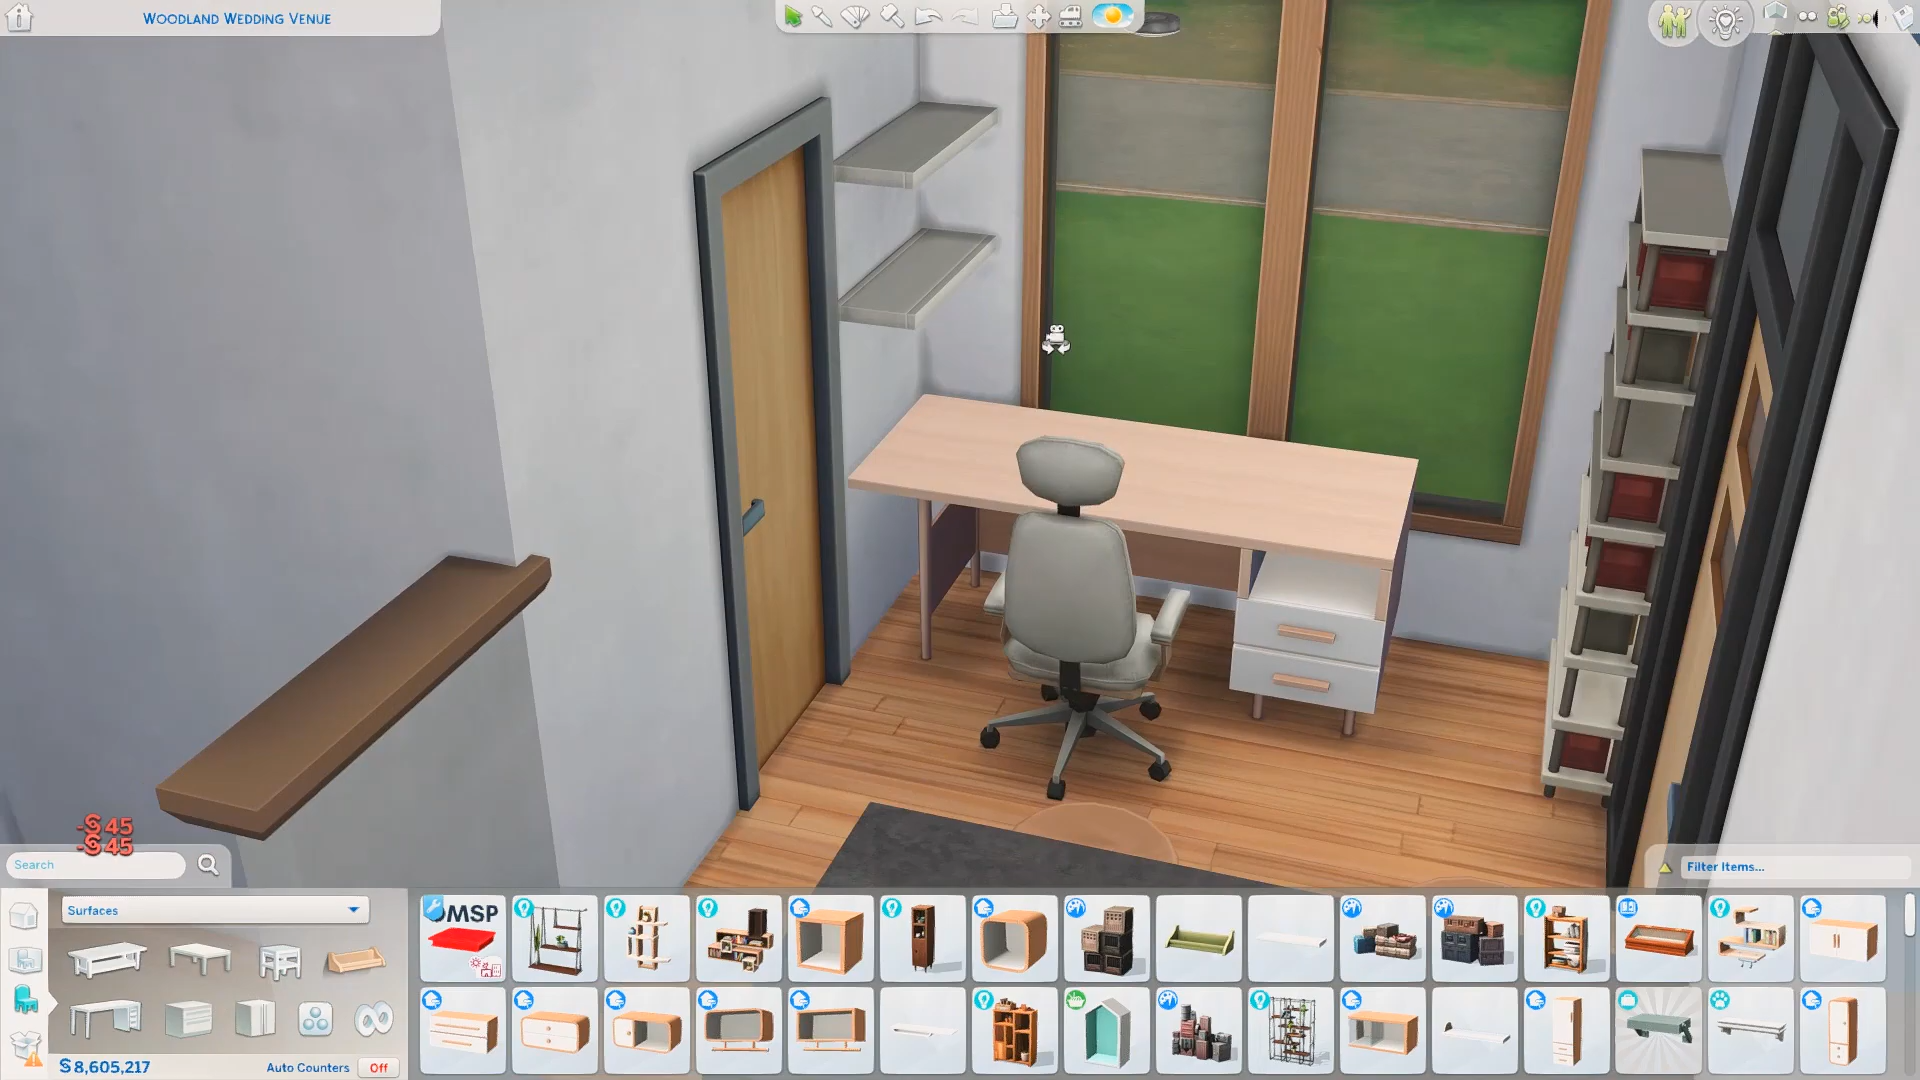 WOODLAND WEDDING VENUE
-§45
-§45
Search
Filter Items...
Surfaces
MSP
§8,605,217
Auto Counters
Off